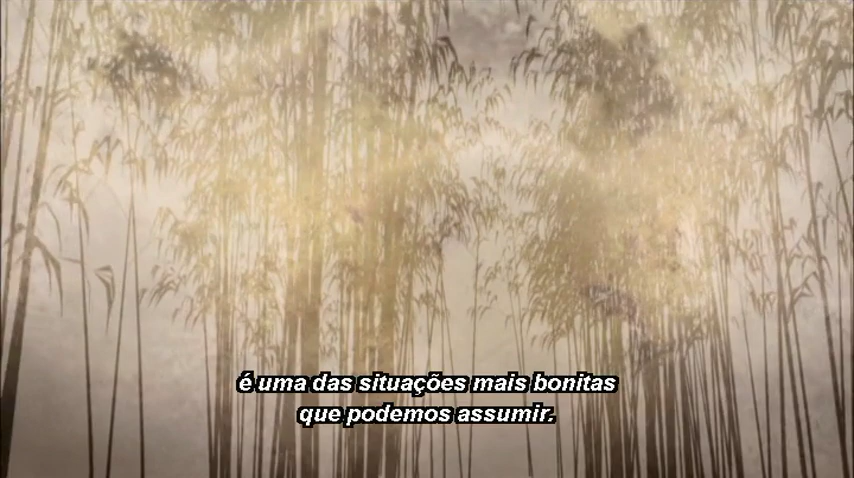 é uma das situações mais bonitas
que podemos assumir.